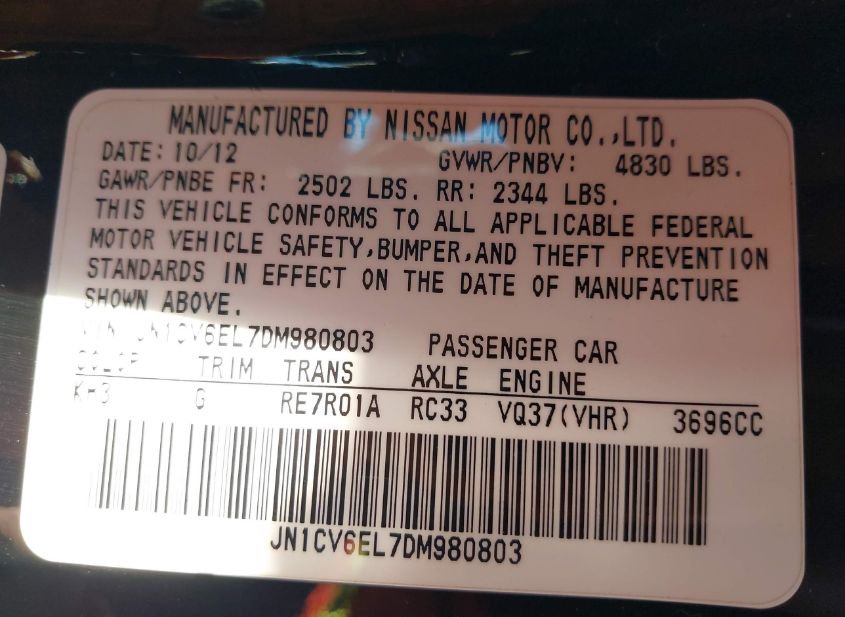 MANUFACTURED BY NISSAN MOTOR CO.,LTD.
DATE: 10/12 GVWR/PNBV: 4830 LBS.
GAWR/PNBE FR: 2502 LBS. RR: 2344 LBS.
THIS VEHICLE CONFORMS TO ALL APPLICABLE FEDERAL
MOTOR VEHICLE SAFETY,BUMPER,AND THEFT PREVENTION
STANDARDS IN EFFECT ON THE DATE OF MANUFACTURE
SHOWN ABOVE.
VIN: JN1CV6EL7DM980803 PASSENGER CAR
COLOR TRIM TRANS AXLE ENGINE
G RE7R01A RC33 VQ37(VHR) 3696CC
JN1CV6EL7DM980803